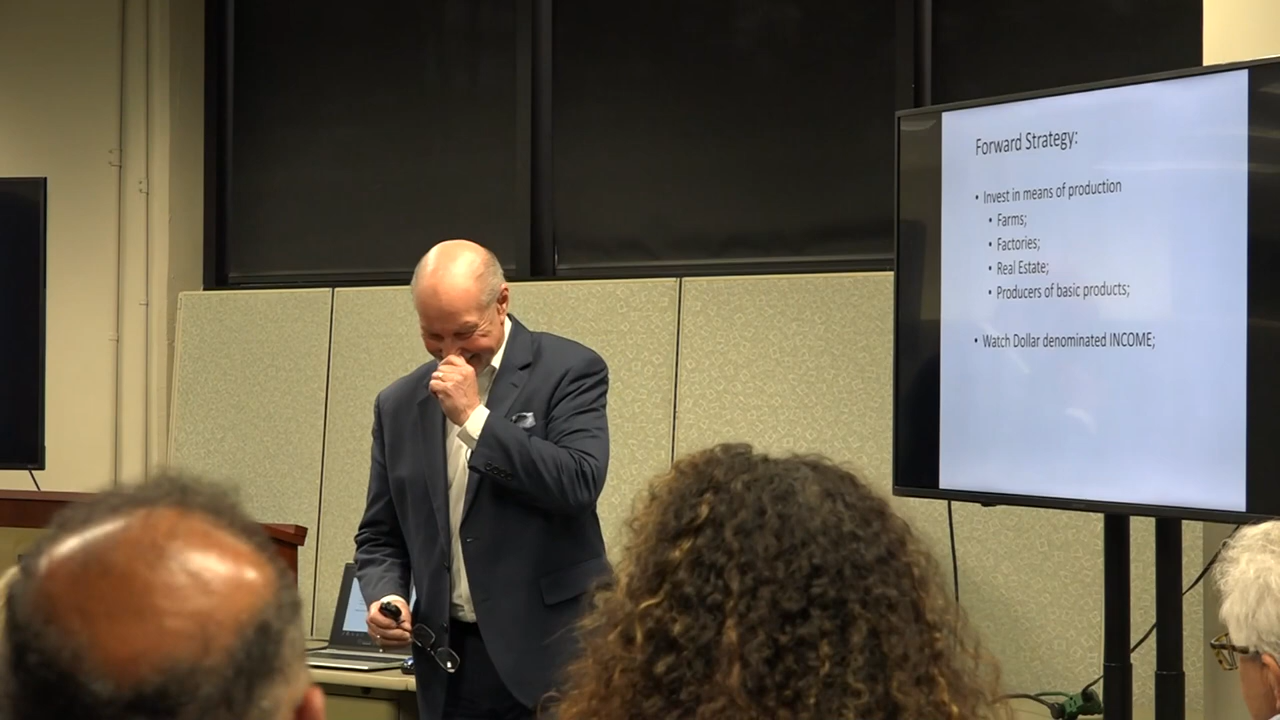 Forward Strategy:
• Invest in means of production
• Farms;
• Factories;
• Real Estate;
• Producers of basic products;
• Watch Dollar denominated INCOME;